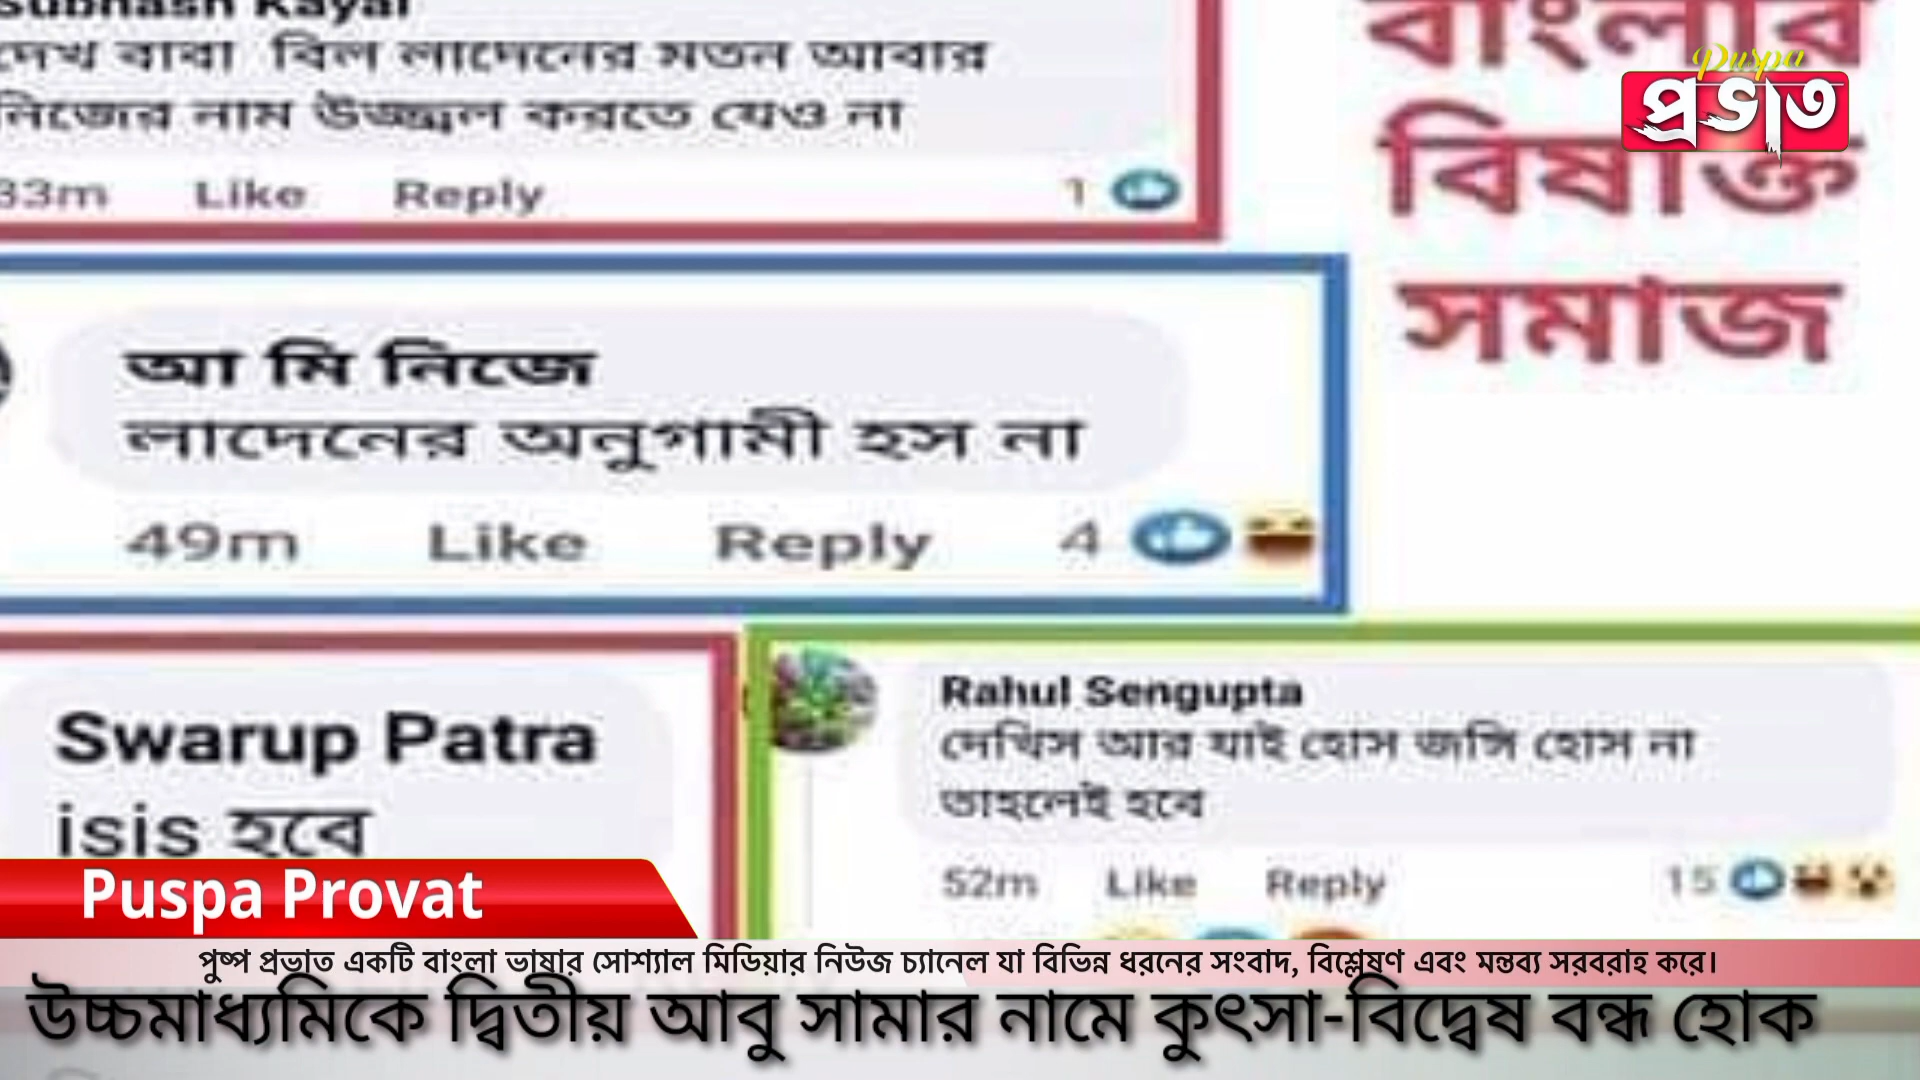 Subhash Kayal
দেখ বাবা বিল লাদেনের মতন আবার
নিজের নাম উজ্জ্বল করতে যেও না
33m Like Reply 1
বাংলার
বিষাক্ত
সমাজ
Puspa
প্রভাত
আ মি নিজে
লাদেনের অনুগামী হস না
49m Like Reply 4
Swarup Patra
isis হবে
Rahul Sengupta
দেখিস আর যাই হোস জঙ্গি হোস না
তাহলেই হবে
52m Like Reply 15
Puspa Provat
পুষ্প প্রভাত একটি বাংলা ভাষার সোশ্যাল মিডিয়ার নিউজ চ্যানেল যা বিভিন্ন ধরনের সংবাদ, বিশ্লেষণ এবং মন্তব্য সরবরাহ করে।
উচ্চমাধ্যমিকে দ্বিতীয় আবু সামার নামে কুৎসা-বিদ্বেষ বন্ধ হোক